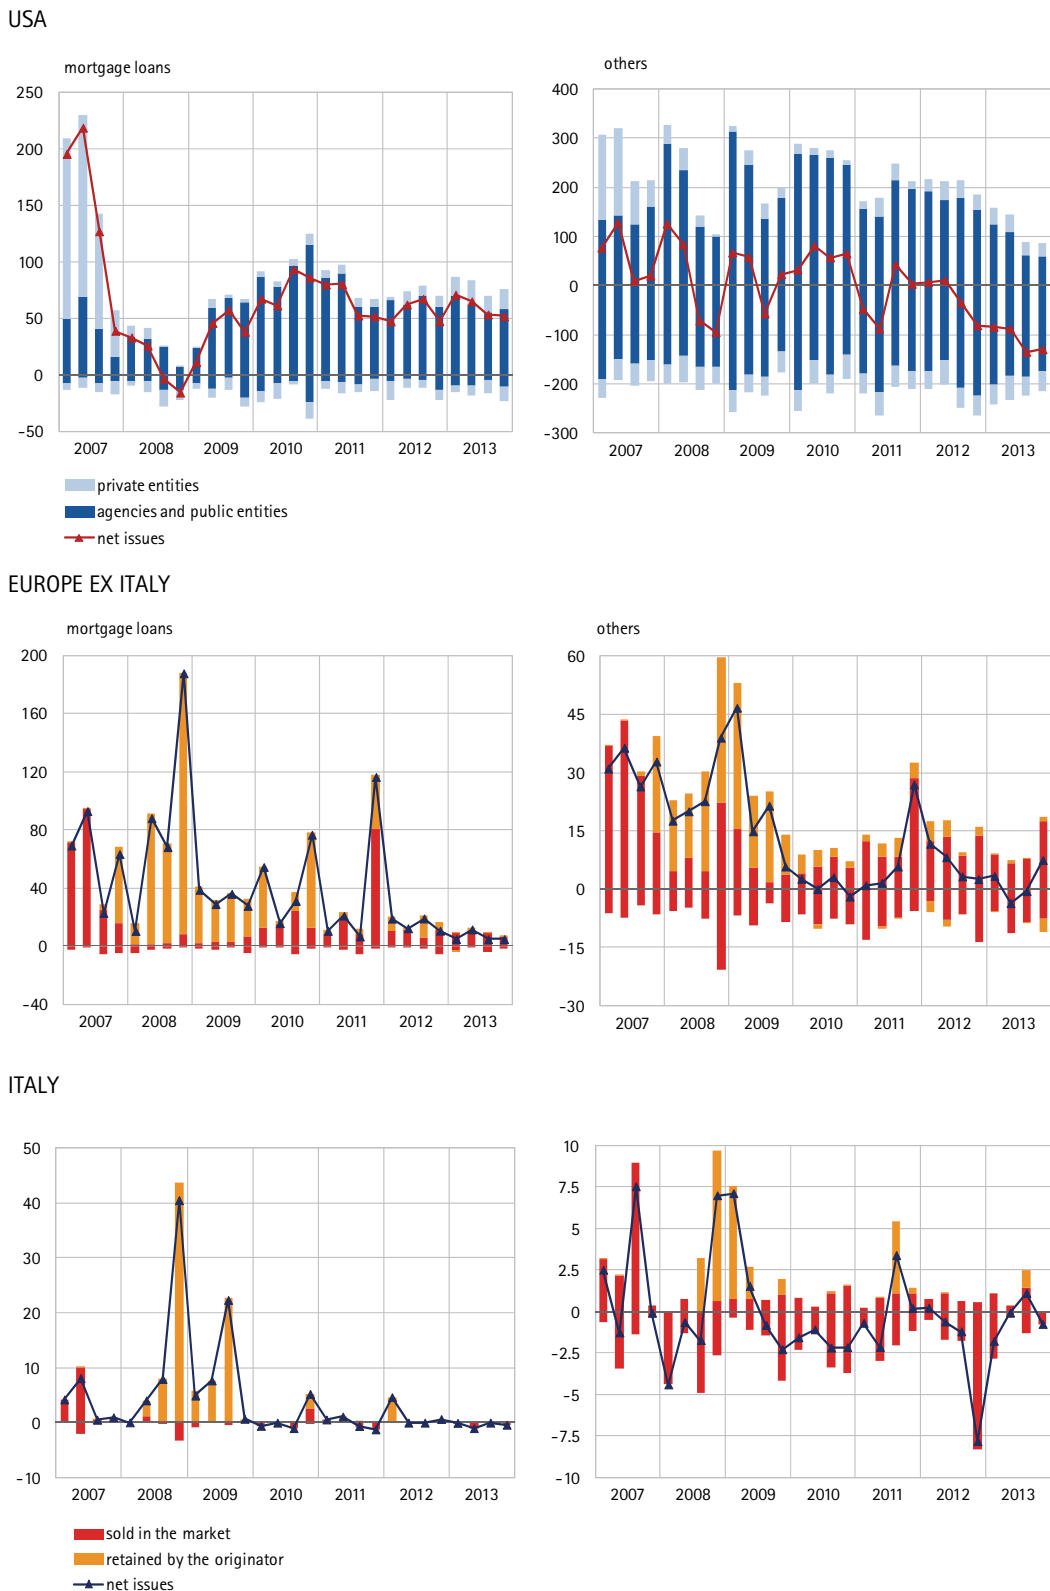 USA
mortgage loans
others
250
200
150
100
50
0
-50
2007 2008 2009 2010 2011 2012 2013
400
300
200
100
0
-100
-200
-300
2007 2008 2009 2010 2011 2012 2013
private entities
agencies and public entities
net issues
EUROPE EX ITALY
mortgage loans
others
200
160
120
80
40
0
-40
2007 2008 2009 2010 2011 2012 2013
60
45
30
15
0
-15
-30
2007 2008 2009 2010 2011 2012 2013
ITALY
50
40
30
20
10
0
-10
2007 2008 2009 2010 2011 2012 2013
10
7.5
5
2.5
0
-2.5
-5
-7.5
-10
2007 2008 2009 2010 2011 2012 2013
sold in the market
retained by the originator
net issues